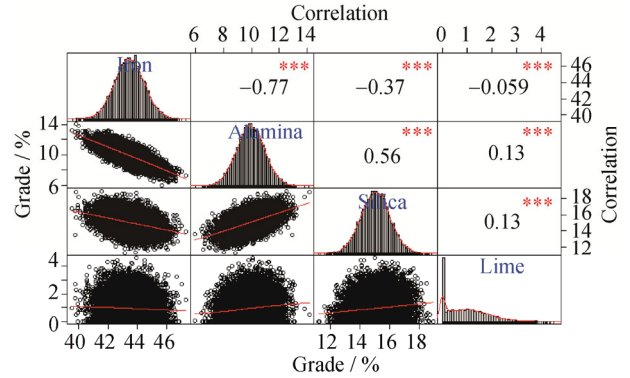 Correlation
6 8 10 12 14
0 1 2 3 4
Iron
***
−0.77
***
−0.37
***
−0.059
46
44
42
40
14
10
6
Alumina
***
0.56
***
0.13
Grade / %
Correlation
Silica
***
0.13
18
16
14
12
4
2
0
Lime
40 42 44 46
12 14 16 18
Grade / %